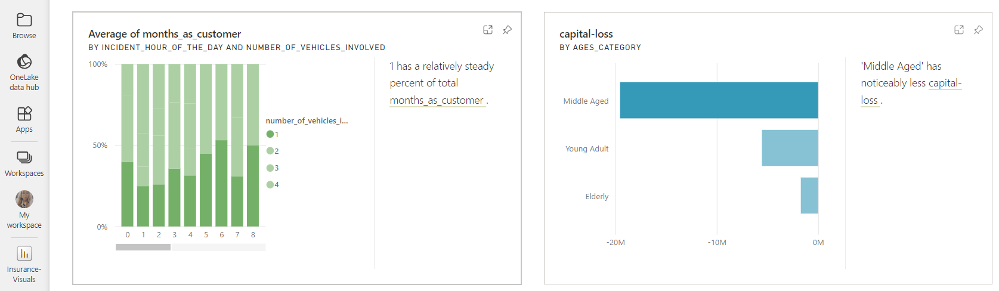 Browse
OneLake
data hub
Apps
Workspaces
My
workspace
Insurance-
Visuals
Average of months_as_customer
BY INCIDENT_HOUR_OF_THE_DAY AND NUMBER_OF_VEHICLES_INVOLVED
100%
50%
0%
0 1 2 3 4 5 6 7 8
number_of_vehicles_i...
1
2
3
4
1 has a relatively steady
percent of total
months_as_customer .
capital-loss
BY AGES_CATEGORY
Middle Aged
Young Adult
Elderly
-20M -10M 0M
'Middle Aged' has
noticeably less capital-
loss .